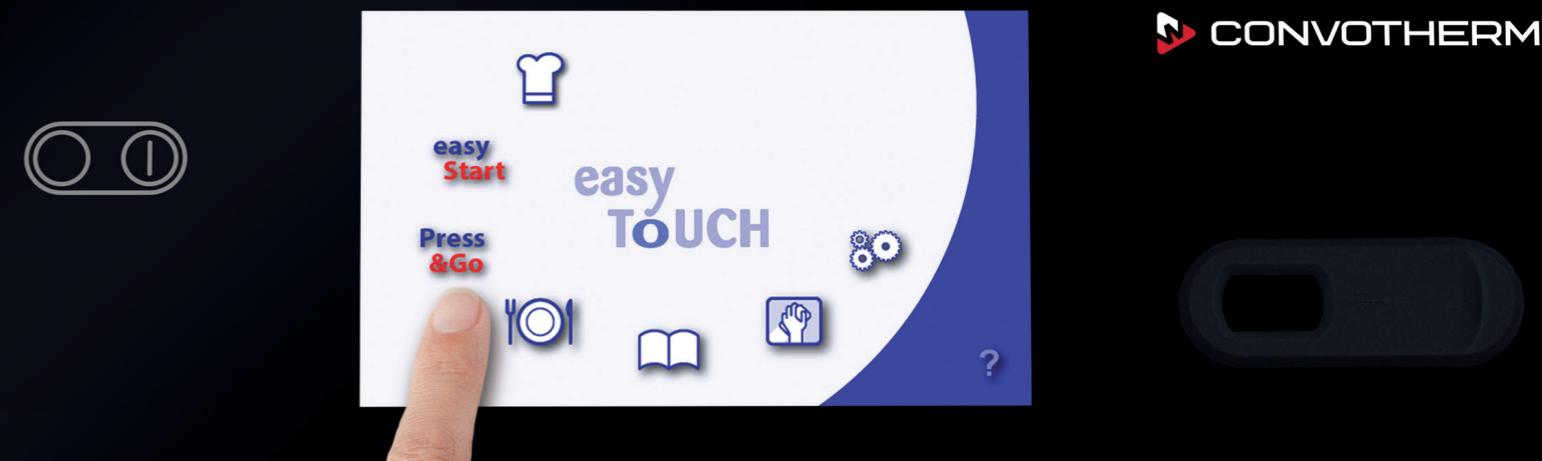 CONVOTHERM
easy
Start
easy
TOUCH
Press
&Go
?